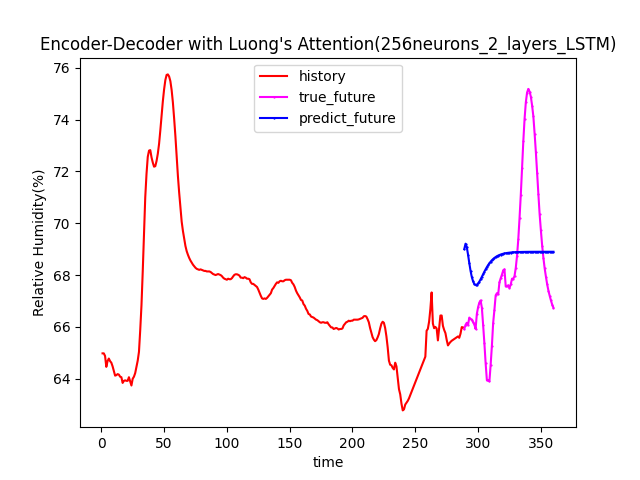 Encoder-Decoder with Luong's Attention(256neurons_2_layers_LSTM)
history
true_future
predict_future
Relative Humidity(%)
76
74
72
70
68
66
64
0
50
100
150
200
250
300
350
time